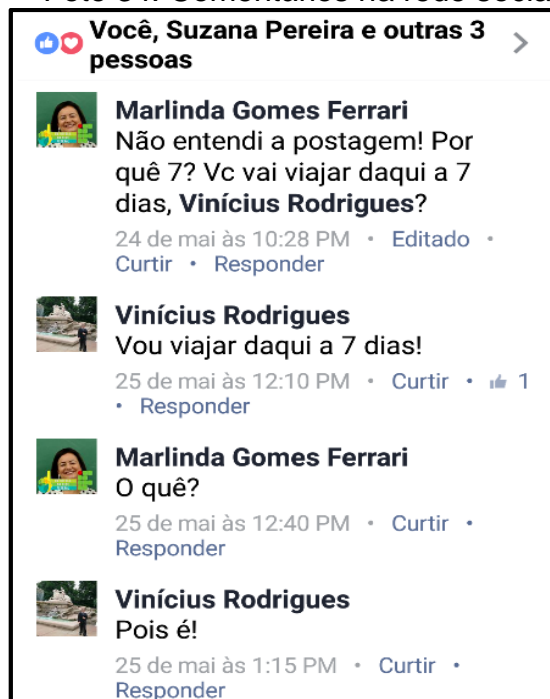 Você, Suzana Pereira e outras 3
pessoas
Marlinda Gomes Ferrari
Não entendi a postagem! Por
quê 7? Vc vai viajar daqui a 7
dias, Vinícius Rodrigues?
24 de mai às 10:28 PM • Editado •
Curtir • Responder
Vinícius Rodrigues
Vou viajar daqui a 7 dias!
25 de mai às 12:10 PM • Curtir • 1
• Responder
Marlinda Gomes Ferrari
O quê?
25 de mai às 12:40 PM • Curtir •
Responder
Vinícius Rodrigues
Pois é!
25 de mai às 1:15 PM • Curtir •
Responder